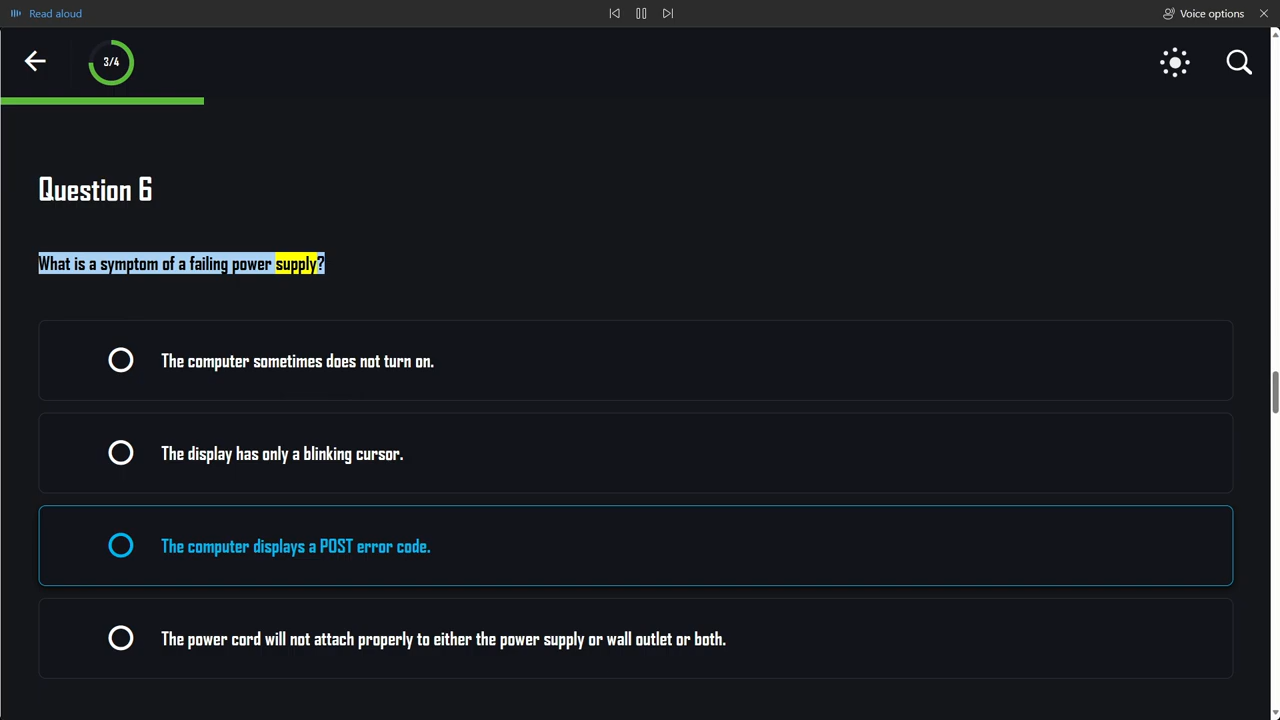 Read aloud
Voice options
3/4
Question 6
What is a symptom of a failing power supply?
The computer sometimes does not turn on.
The display has only a blinking cursor.
The computer displays a POST error code.
The power cord will not attach properly to either the power supply or wall outlet or both.